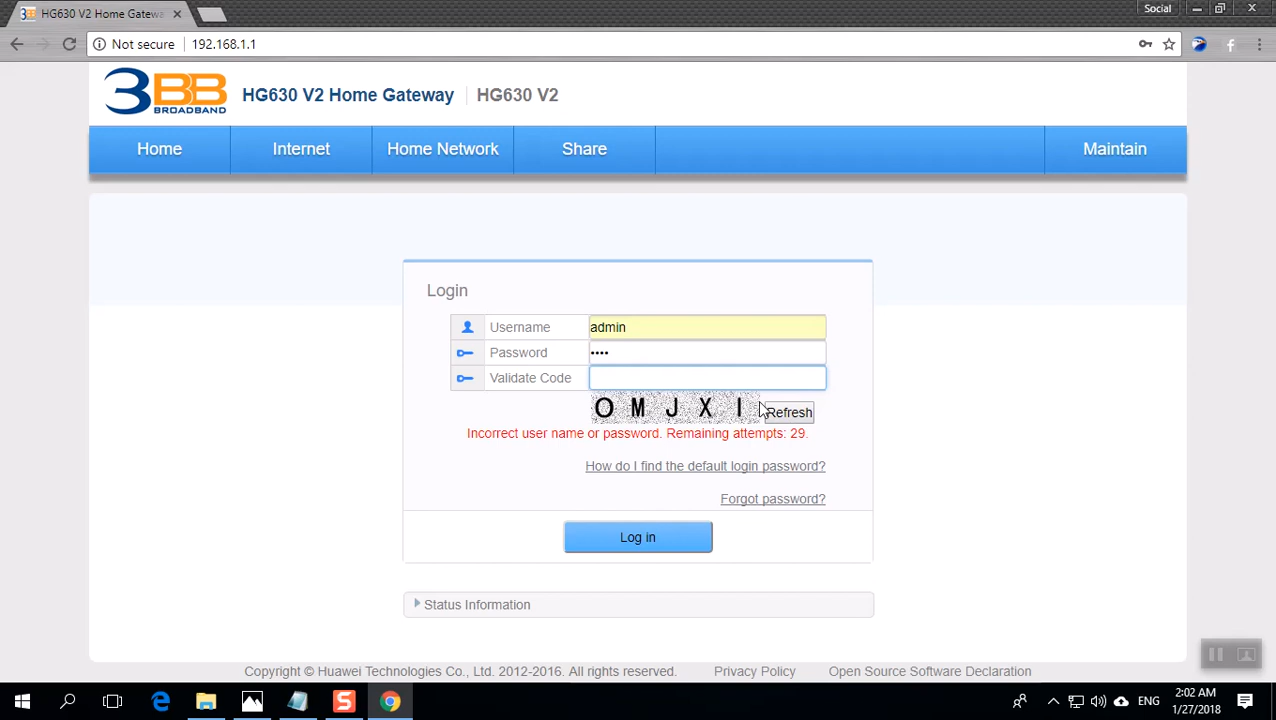 HG630 V2 Home Gatewa
Social
Not secure 192.168.1.1
3BB BROADBAND
HG630 V2 Home Gateway HG630 V2
Home Internet Home Network Share Maintain
Login
Username admin
Password ••••
Validate Code
O M J X I Refresh
Incorrect user name or password. Remaining attempts: 29.
How do I find the default login password?
Forgot password?
Log in
Status Information
Copyright © Huawei Technologies Co., Ltd. 2012-2016. All rights reserved. Privacy Policy Open Source Software Declaration
ENG
2:02 AM
1/27/2018